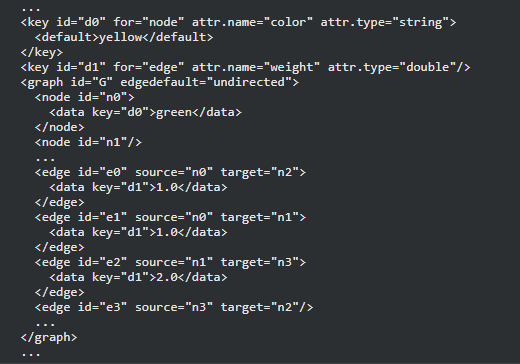 ...
<key id="d0" for="node" attr.name="color" attr.type="string">
  <default>yellow</default>
</key>
<key id="d1" for="edge" attr.name="weight" attr.type="double"/>
<graph id="G" edgedefault="undirected">
  <node id="n0">
    <data key="d0">green</data>
  </node>
  <node id="n1"/>
  ...
  <edge id="e0" source="n0" target="n2">
    <data key="d1">1.0</data>
  </edge>
  <edge id="e1" source="n0" target="n1">
    <data key="d1">1.0</data>
  </edge>
  <edge id="e2" source="n1" target="n3">
    <data key="d1">2.0</data>
  </edge>
  <edge id="e3" source="n3" target="n2"/>
  ...
</graph>
...